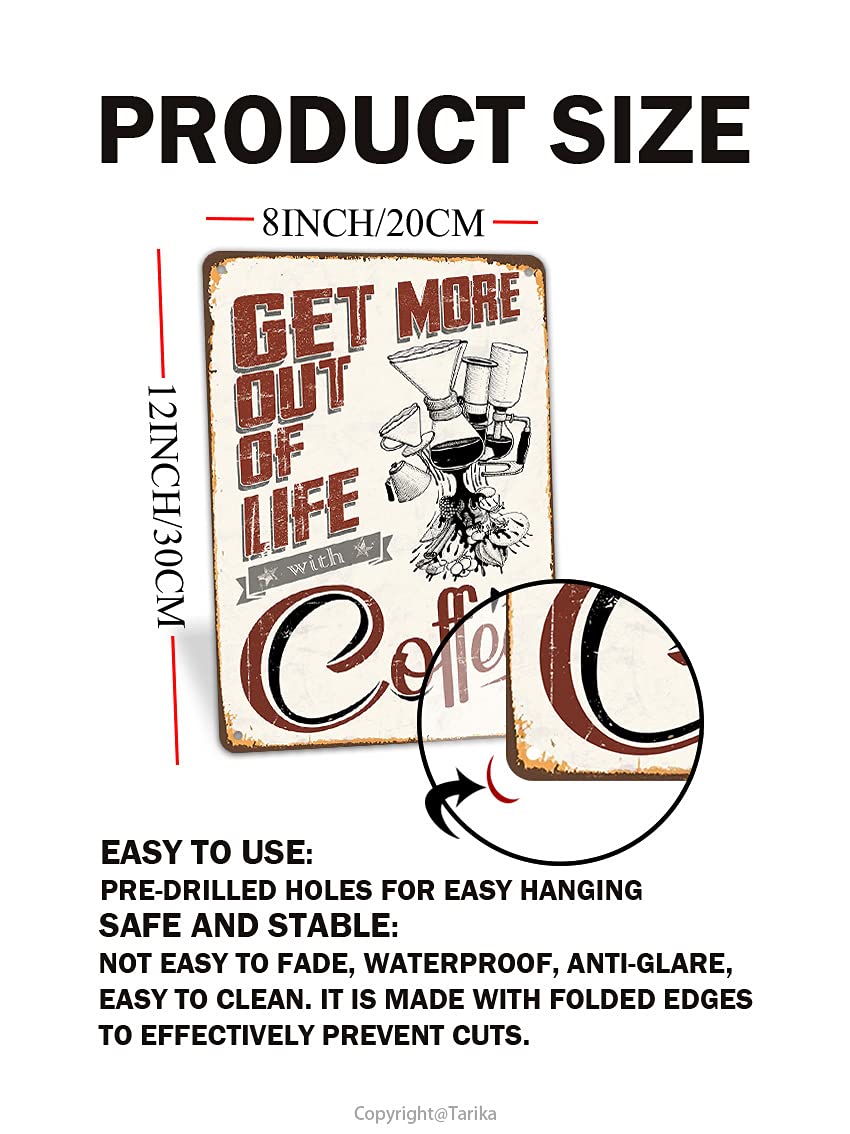 PRODUCT SIZE
8INCH/20CM
12INCH/30CM
GET MORE
OUT
OF
LIFE
with
Coffe
EASY TO USE:
PRE-DRILLED HOLES FOR EASY HANGING
SAFE AND STABLE:
NOT EASY TO FADE, WATERPROOF, ANTI-GLARE,
EASY TO CLEAN. IT IS MADE WITH FOLDED EDGES
TO EFFECTIVELY PREVENT CUTS.
Copyright@Tarika